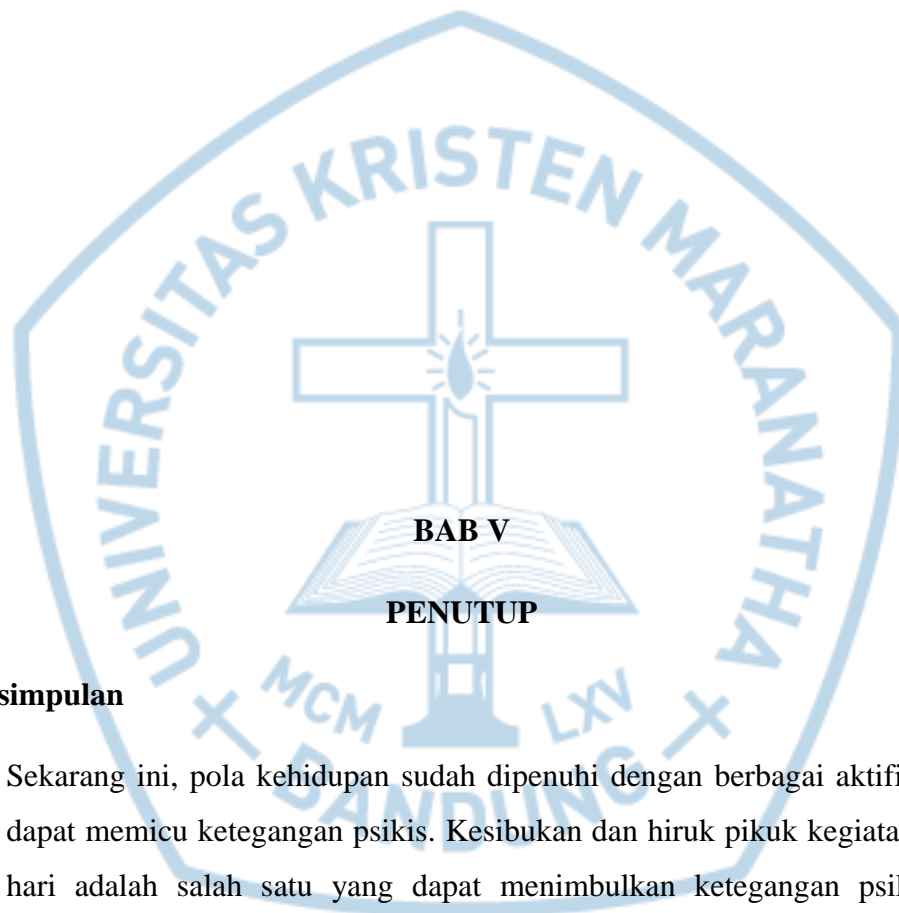 UNIVERSITAS KRISTEN MARANATHA
BAB V
PENUTUP
simpulan
MCM LXV
BANDUNG
Sekarang ini, pola kehidupan sudah dipenuhi dengan berbagai aktifi
dapat memicu ketegangan psikis. Kesibukan dan hiruk pikuk kegiata
hari adalah salah satu yang dapat menimbulkan ketegangan psi